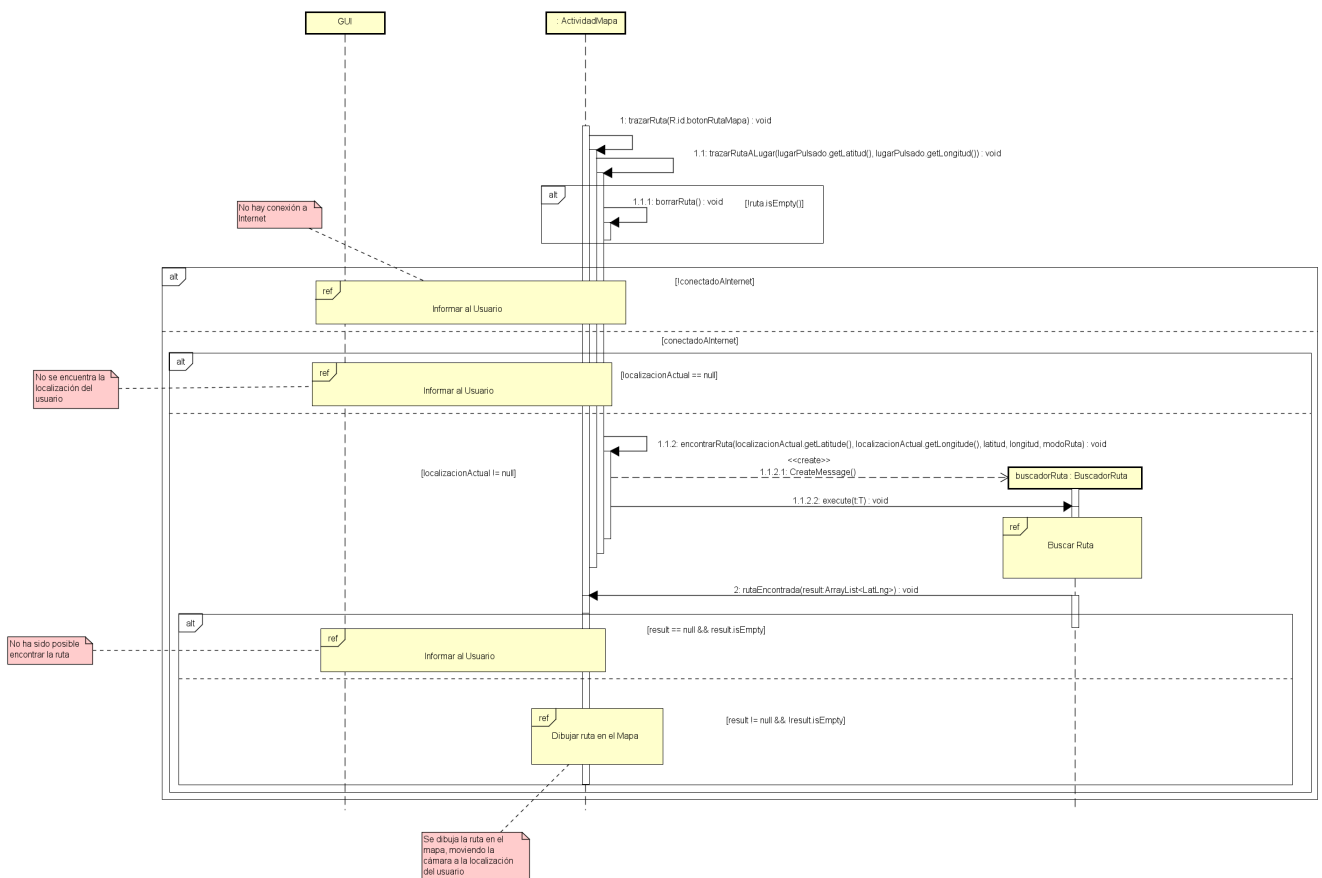 GUI
: ActividadMapa
1: trazarRuta(R.id.botonRutaMapa) : void
1.1: trazarRutaALugar(lugarPulsado.getLatitud(), lugarPulsado.getLongitud()) : void
alt
1.1.1: borrarRuta() : void
[!ruta.isEmpty()]
No hay conexión a
Internet
alt
[!conectadoAInternet]
ref
Informar al Usuario
[conectadoAInternet]
alt
No se encuentra la
localización del
usuario
ref
Informar al Usuario
[localizacionActual == null]
1.1.2: encontrarRuta(localizacionActual.getLatitude(), localizacionActual.getLongitude(), latitud, longitud, modoRuta) : void
[localizacionActual != null]
<<create>>
1.1.2.1: CreateMessage()
buscadorRuta : BuscadorRuta
1.1.2.2: execute(t:T) : void
ref
Buscar Ruta
2: rutaEncontrada(result:ArrayList<LatLng>) : void
alt
[result == null && result.isEmpty]
No ha sido posible
encontrar la ruta
ref
Informar al Usuario
ref
Dibujar ruta en el Mapa
[result != null && !result.isEmpty]
Se dibuja la ruta en el
mapa, moviendo la
cámara a la localización
del usuario